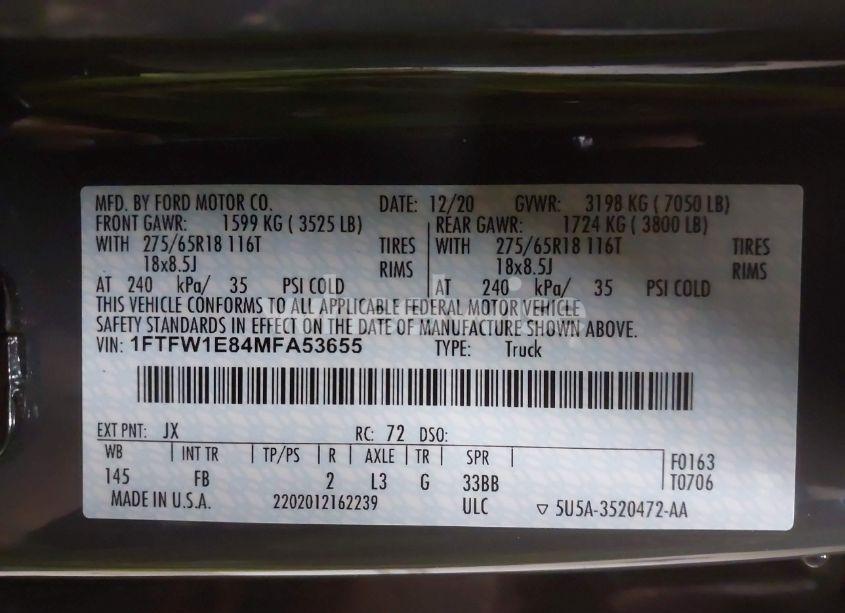 MFD. BY FORD MOTOR CO. DATE: 12/20 GVWR: 3198 KG ( 7050 LB)
FRONT GAWR: 1599 KG ( 3525 LB) REAR GAWR: 1724 KG ( 3800 LB)
WITH 275/65R18 116T TIRES WITH 275/65R18 116T TIRES
18x8.5J RIMS 18x8.5J RIMS
AT 240 kPa/ 35 PSI COLD AT 240 kPa/ 35 PSI COLD
THIS VEHICLE CONFORMS TO ALL APPLICABLE FEDERAL MOTOR VEHICLE
SAFETY STANDARDS IN EFFECT ON THE DATE OF MANUFACTURE SHOWN ABOVE.
VIN: 1FTFW1E84MFA53655 TYPE: Truck
EXT PNT: JX RC: 72 DSO:
WB INT TR TP/PS R AXLE TR SPR F0163
145 FB 2 L3 G 33BB T0706
MADE IN U.S.A. 2202012162239 ULC 5U5A-3520472-AA